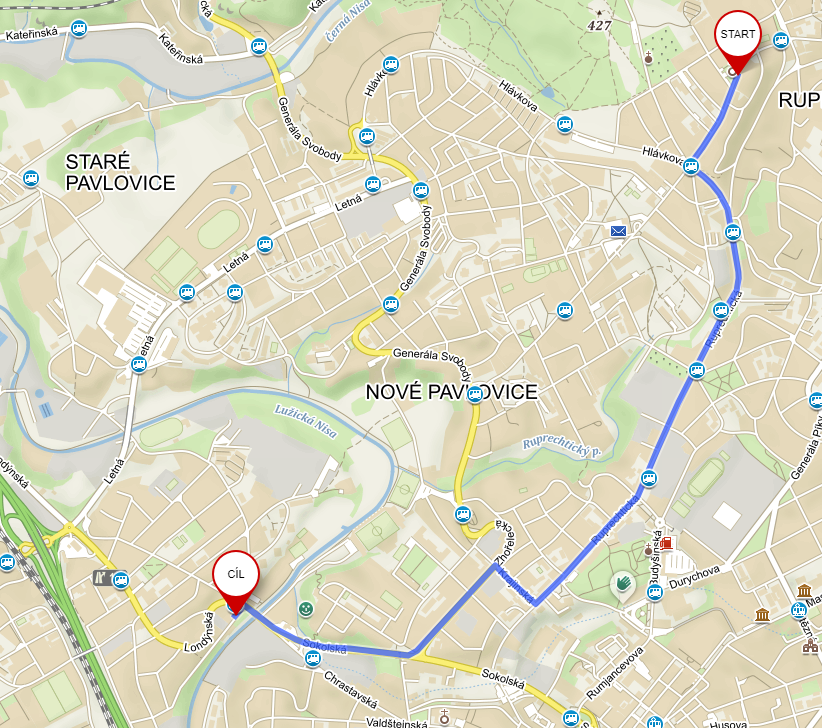 Černá Nisa
Kateřinská
427
START
Kateřinská
Hlávkova
Hlávkova
RUP
Generála Svobody
Hlávkova
STARÉ
PAVLOVICE
Letná
Generála Svobody
Letná
Ruprechtická
Letná
Generála Svobody
NOVÉ PAVLOVICE
Lužická Nisa
Ruprechtický p.
Generála Píky
Letná
Londýnská
Ruprechtická
Zhořelecká
Budyšínská
CÍL
Krajinská
Durychova
Londýnská
Sokolská
Rumjancevova
Sokolská
Chrastavská
Valdštejnská
Husova